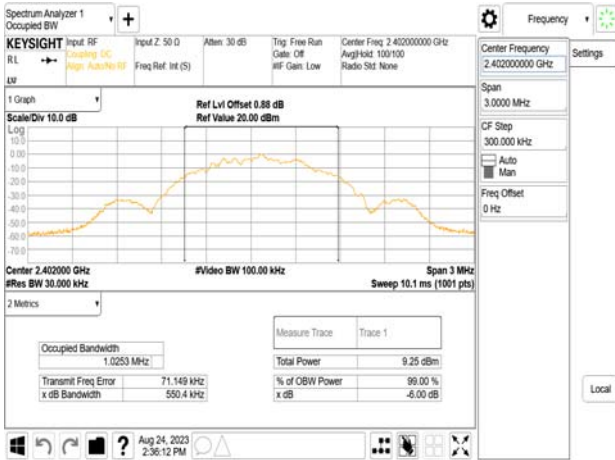 Spectrum Analyzer 1
Occupied BW
Frequency
KEYSIGHT
RL
Input: RF
Coupling: DC
Align: Auto/No RF
Input Z: 50 Ω
Freq Ref: Int (S)
Atten: 30 dB
Trig: Free Run
Gate: Off
#IF Gain: Low
Center Freq: 2.402000000 GHz
Avg|Hold: 100/100
Radio Std: None
Center Frequency
2.402000000 GHz
Settings
Span
3.0000 MHz
CF Step
300.000 kHz
Auto
Man
Freq Offset
0 Hz
Local
1 Graph
Scale/Div 10.0 dB
Ref Lvl Offset 0.88 dB
Ref Value 20.00 dBm
Log
10.0
0.00
-10.0
-20.0
-30.0
-40.0
-50.0
-60.0
-70.0
Center 2.402000 GHz
#Res BW 30.000 kHz
#Video BW 100.00 kHz
Span 3 MHz
Sweep 10.1 ms (1001 pts)
2 Metrics
Measure Trace
Trace 1
Occupied Bandwidth
1.0253 MHz
Total Power
9.25 dBm
Transmit Freq Error
71.149 kHz
% of OBW Power
99.00 %
x dB Bandwidth
550.4 kHz
x dB
-6.00 dB
?
Aug 24, 2023
2:36:12 PM